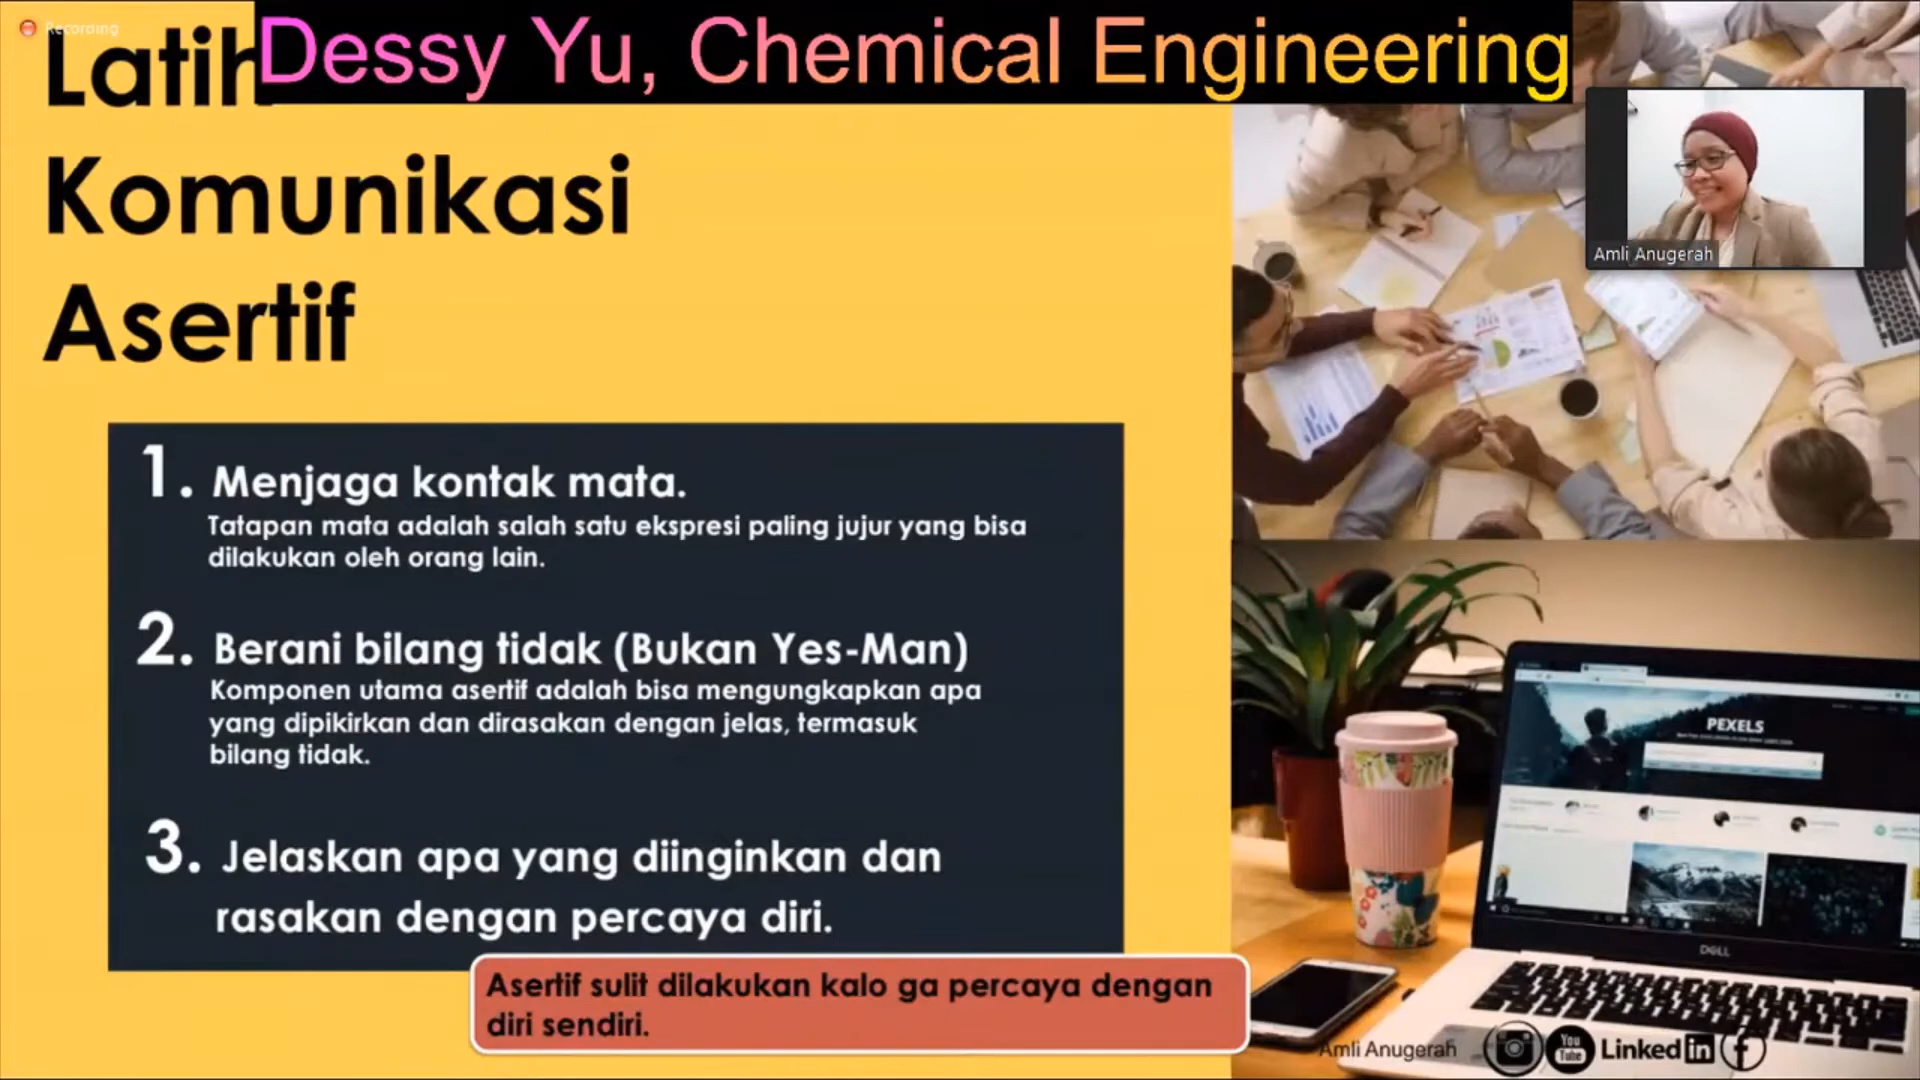 Recording
Dessy Yu, Chemical Engineering
Latih
Komunikasi
Asertif
1. Menjaga kontak mata.
Tatapan mata adalah salah satu ekspresi paling jujur yang bisa
dilakukan oleh orang lain.
2. Berani bilang tidak (Bukan Yes-Man)
Komponen utama asertif adalah bisa mengungkapkan apa
yang dipikirkan dan dirasakan dengan jelas, termasuk
bilang tidak.
3. Jelaskan apa yang diinginkan dan
rasakan dengan percaya diri.
Asertif sulit dilakukan kalo ga percaya dengan
diri sendiri.
Amli Anugerah
PEXELS
DELL
Amli Anugerah
You
Tube
Linked in
f